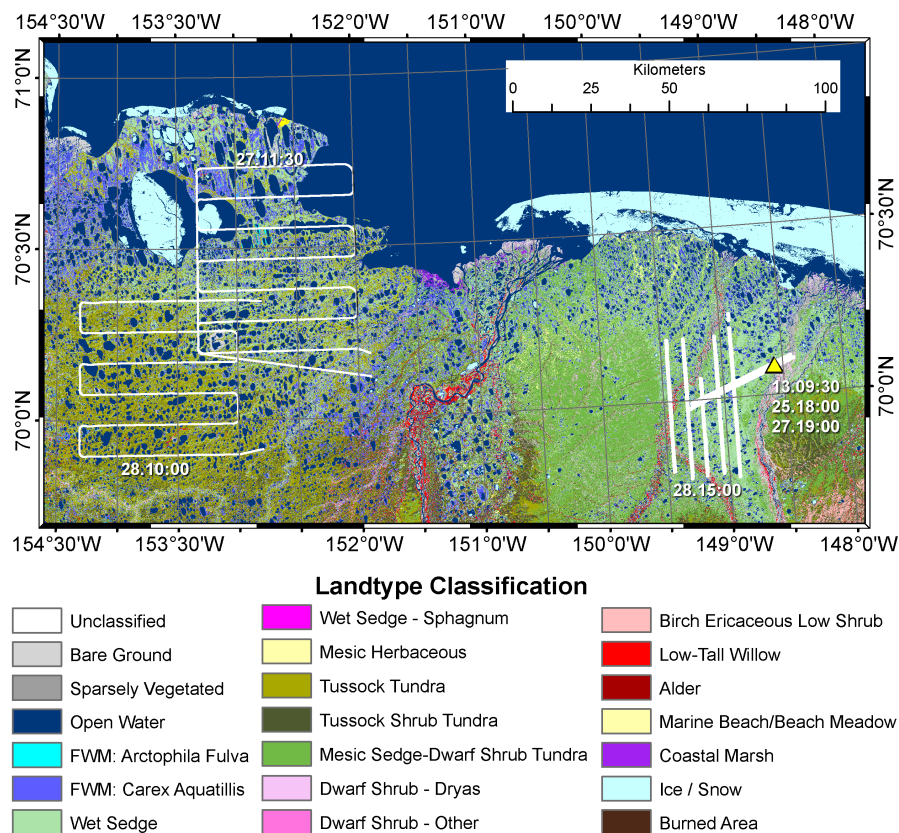 154°0'W 153°0'W 152°0'W 151°0'W 150°0'W 149°0'W 148°0'W
71°0'N
Kilometers
0 25 50 100
27.11:30
70°30'N
70°30'N
70°0'N
70°0'N
13.09:30
25.18:00
27.19:00
28.10:00
28.15:00
154°30'W 153°30'W 152°0'W 151°0'W 150°0'W 149°0'W 148°0'W
Landtype Classification
Unclassified
Bare Ground
Sparsely Vegetated
Open Water
FWM: Arctophila Fulva
FWM: Carex Aquatillis
Wet Sedge
Wet Sedge - Sphagnum
Mesic Herbaceous
Tussock Tundra
Tussock Shrub Tundra
Mesic Sedge-Dwarf Shrub Tundra
Dwarf Shrub - Dryas
Dwarf Shrub - Other
Birch Ericaceous Low Shrub
Low-Tall Willow
Alder
Marine Beach/Beach Meadow
Coastal Marsh
Ice / Snow
Burned Area